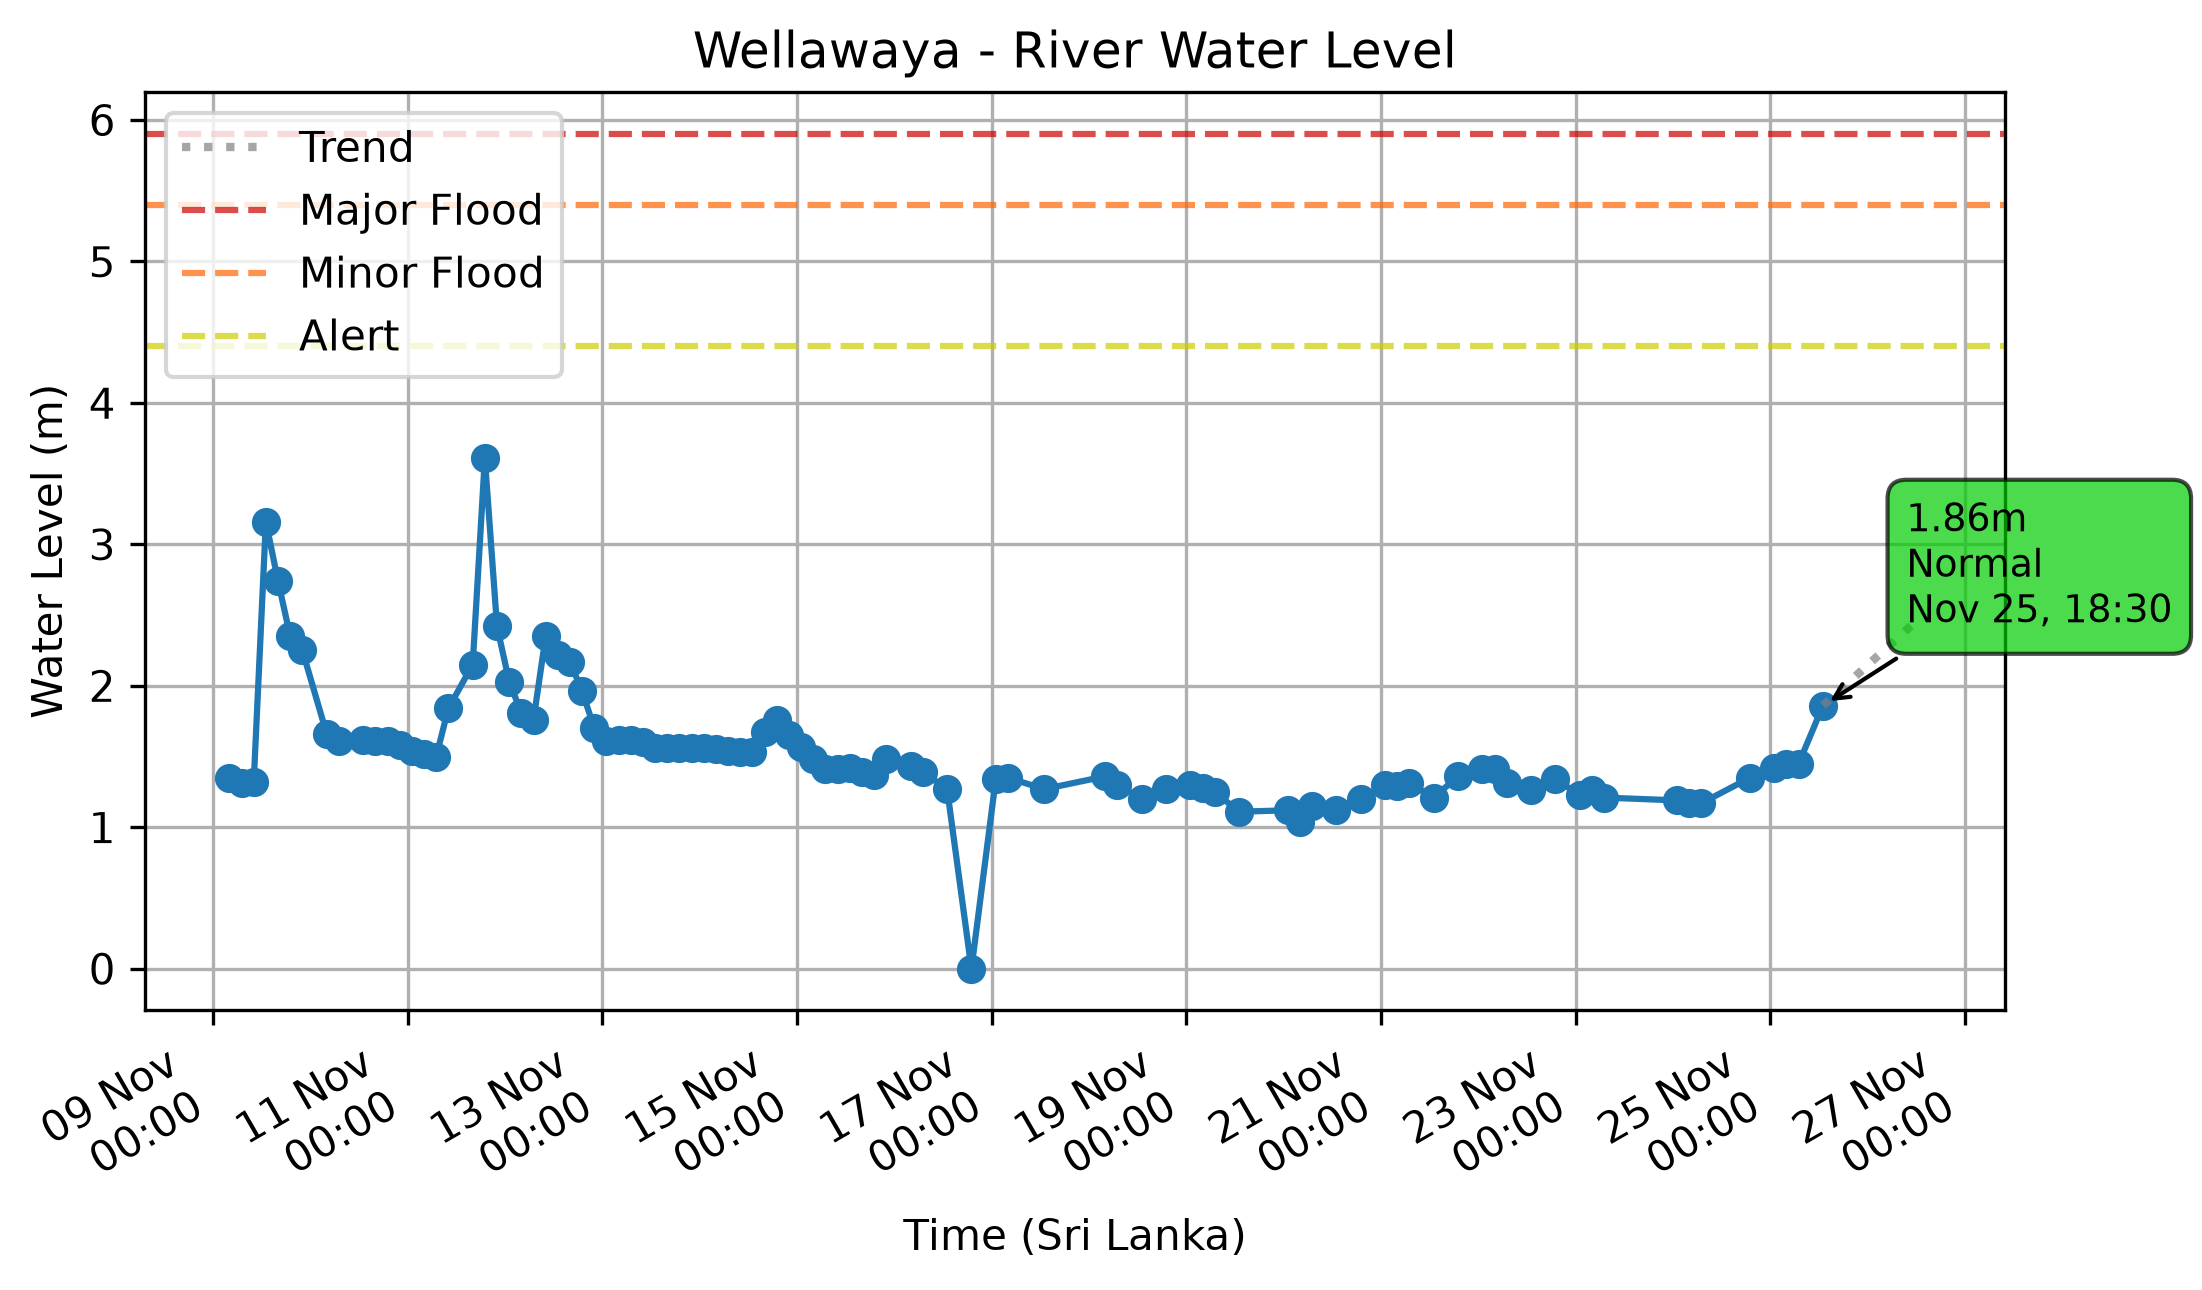 Wellawaya - River Water Level
Trend
Major Flood
Minor Flood
Alert
6
5
4
3
2
1
0
Water Level (m)
1.86m
Normal
Nov 25, 18:30
09 Nov
00:00
11 Nov
00:00
13 Nov
00:00
15 Nov
00:00
17 Nov
00:00
19 Nov
00:00
21 Nov
00:00
23 Nov
00:00
25 Nov
00:00
27 Nov
00:00
Time (Sri Lanka)